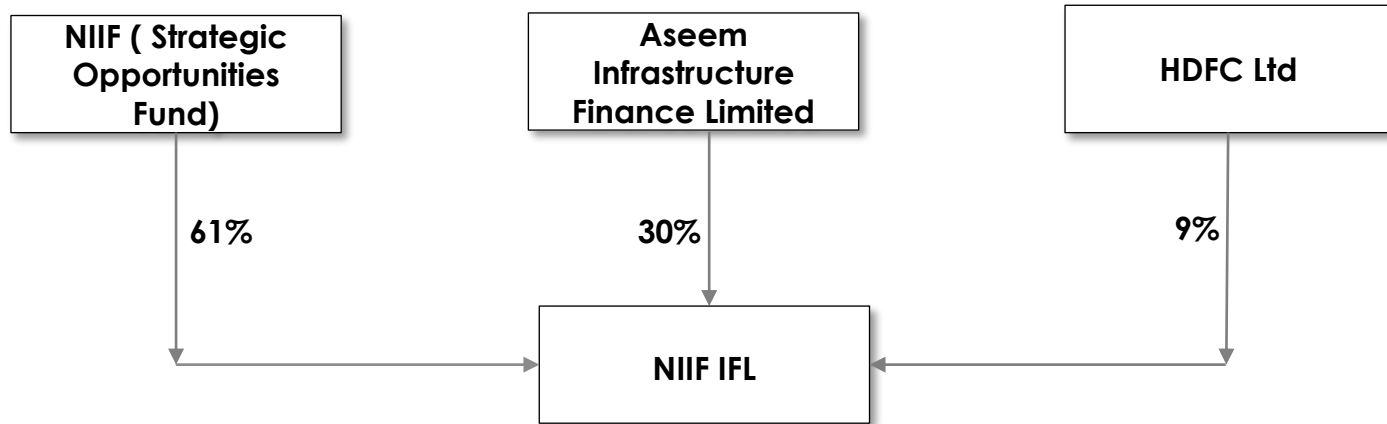 NIIF ( Strategic
Opportunities
Fund)
Aseem
Infrastructure
Finance Limited
HDFC Ltd
61%
30%
9%
NIIF IFL